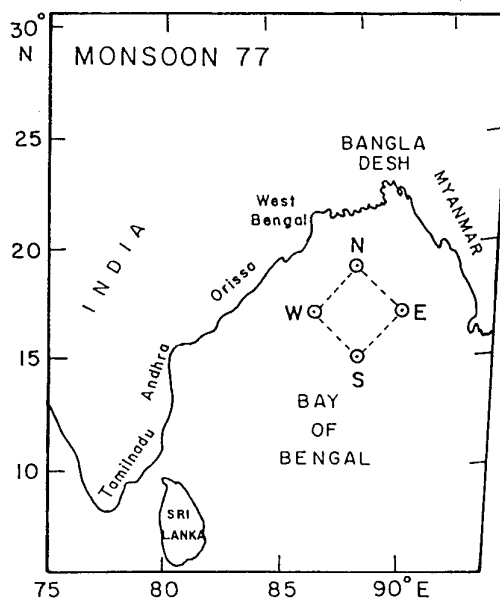 30°
N MONSOON 77
25
BANGLA
DESH
MYANMAR
West
Bengal
20
N
INDIA
Orissa
W
E
15
S
Andhra
BAY
OF
BENGAL
Tamilnadu
10
SRI
LANKA
75 80 85 90°E